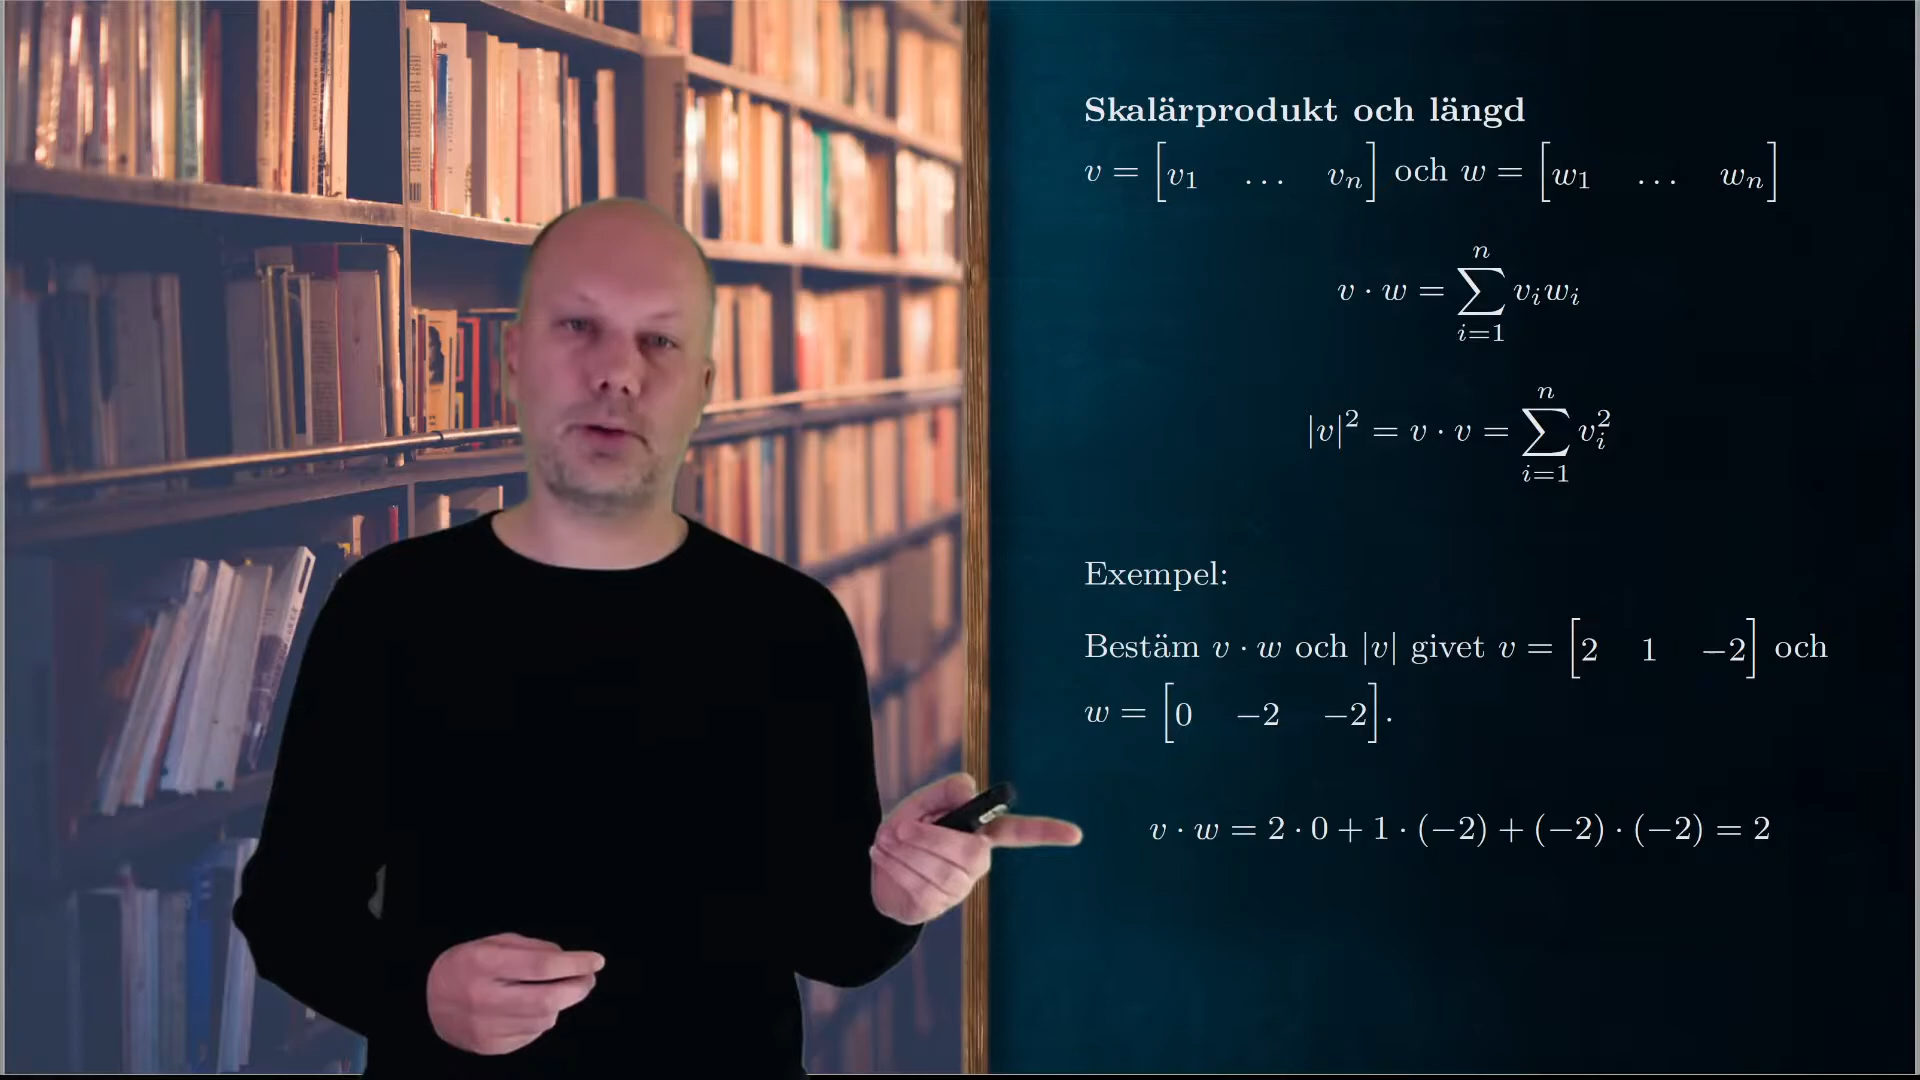 Skalärprodukt och längd
v = [v₁ … vₙ] och w = [w₁ … wₙ]
v · w = ∑ᵢ₌₁ⁿ vᵢwᵢ
|v|² = v · v = ∑ᵢ₌₁ⁿ vᵢ²
Exempel:
Bestäm v · w och |v| givet v = [2 1 −2] och
w = [0 −2 −2].
v · w = 2 · 0 + 1 · (−2) + (−2) · (−2) = 2